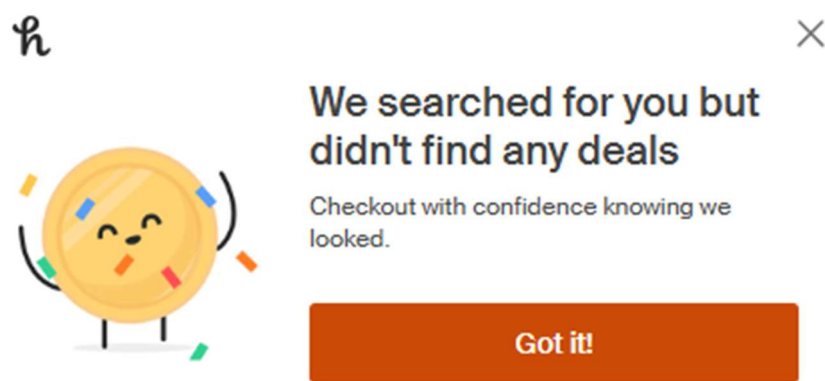 h
We searched for you but
didn't find any deals
Checkout with confidence knowing we
looked.
Got it!